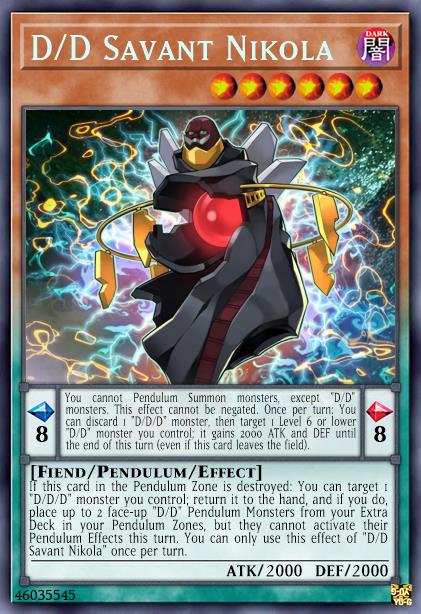 D/D Savant Nikola
DARK
闇
You cannot Pendulum Summon monsters, except "D/D"
monsters. This effect cannot be negated. Once per turn: You
can discard 1 "D/D/D" monster, then target 1 Level 6 or lower
"D/D" monster you control; it gains 2000 ATK and DEF until
the end of this turn (even if this card leaves the field).
8
8
[Fiend/Pendulum/Effect]
If this card in the Pendulum Zone is destroyed: You can target 1
"D/D/D" monster you control; return it to the hand, and if you do,
place up to 2 face-up "D/D" Pendulum Monsters from your Extra
Deck in your Pendulum Zones, but they cannot activate their
Pendulum Effects this turn. You can only use this effect of "D/D
Savant Nikola" once per turn.
ATK/2000 DEF/2000
46035545